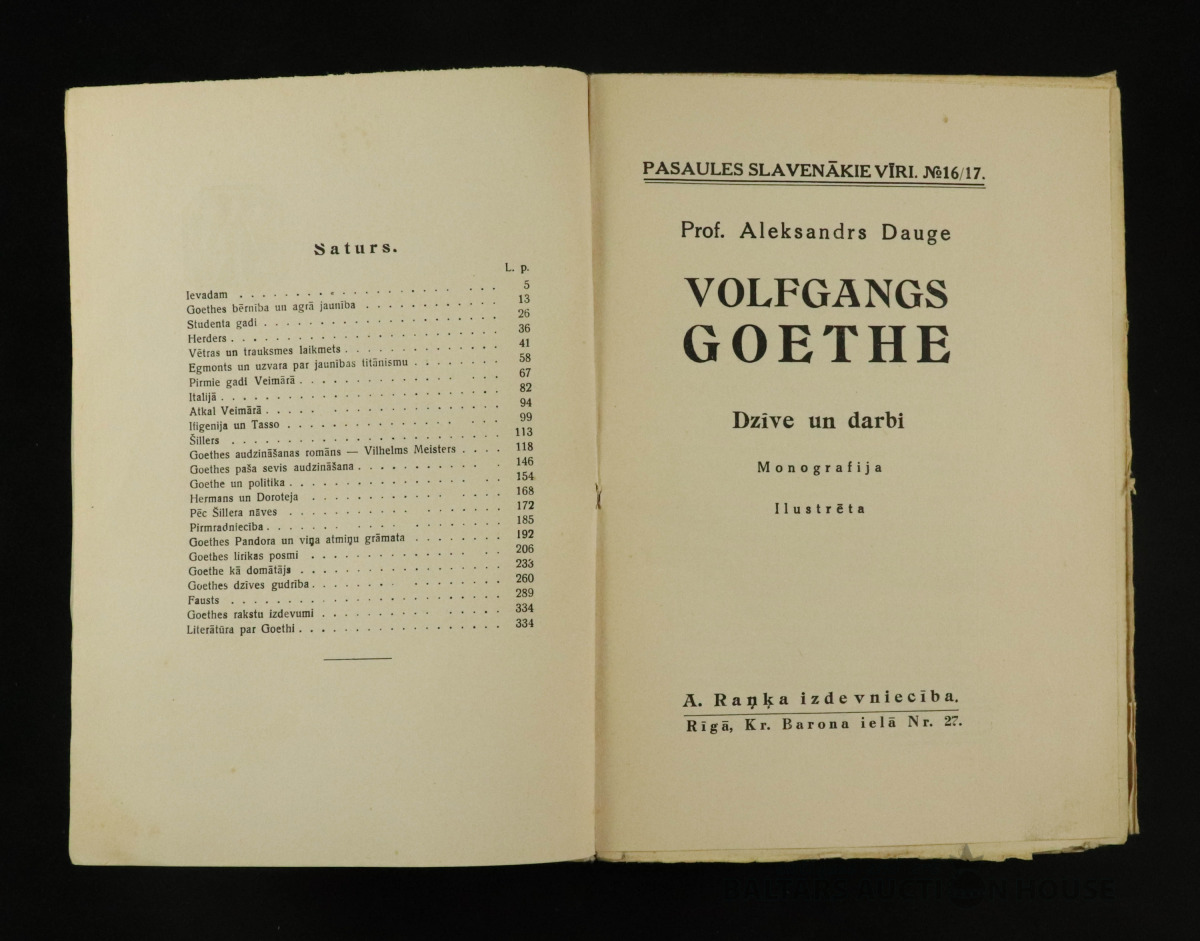 Saturs.
L. p.
Ievadam . . . . . . . . . . 5
Goethes bērnība un agrā jaunība . . . . . . . . . . 13
Studenta gadi . . . . . . . . . . 26
Herders . . . . . . . . . . 36
Vētras un trauksmes laikmets . . . . . . . . . . 41
Egmonts un uzvara par jaunības titānismu . . . . . . . 58
Pirmie gadi Veimārā . . . . . . . . . . 67
Italijā . . . . . . . . . . 82
Atkal Veimārā . . . . . . . . . . 94
Ifigenija un Tasso . . . . . . . . . . 99
Šillers . . . . . . . . . . 113
Goethes audzināšanas romāns — Vilhelms Meisters . . . . 118
Goethes paša sevis audzināšana . . . . . . . . . . 146
Goethe un politika . . . . . . . . . . 154
Hermans un Doroteja . . . . . . . . . . 168
Pēc Šillera nāves . . . . . . . . . . 172
Pirmradniecība . . . . . . . . . . 185
Goethes Pandora un viņa atmiņu grāmata . . . . . . . 192
Goethes lirikas posmi . . . . . . . . . . 206
Goethe kā domātājs . . . . . . . . . . 233
Goethes dzīves gudrība . . . . . . . . . . 260
Fausts . . . . . . . . . . 289
Goethes rakstu izdevumi . . . . . . . . . . 334
Literātūra par Goethi . . . . . . . . . . 334
PASAULES SLAVENĀKIE VĪRI. №16/17.
Prof. Aleksandrs Dauge
VOLFGANGS
GOETHE
Dzīve un darbi
Monografija
Ilustrēta
A. Raņķa izdevniecība.
Rīgā, Kr. Barona ielā Nr. 27.
BALTARS AUCTION HOUSE